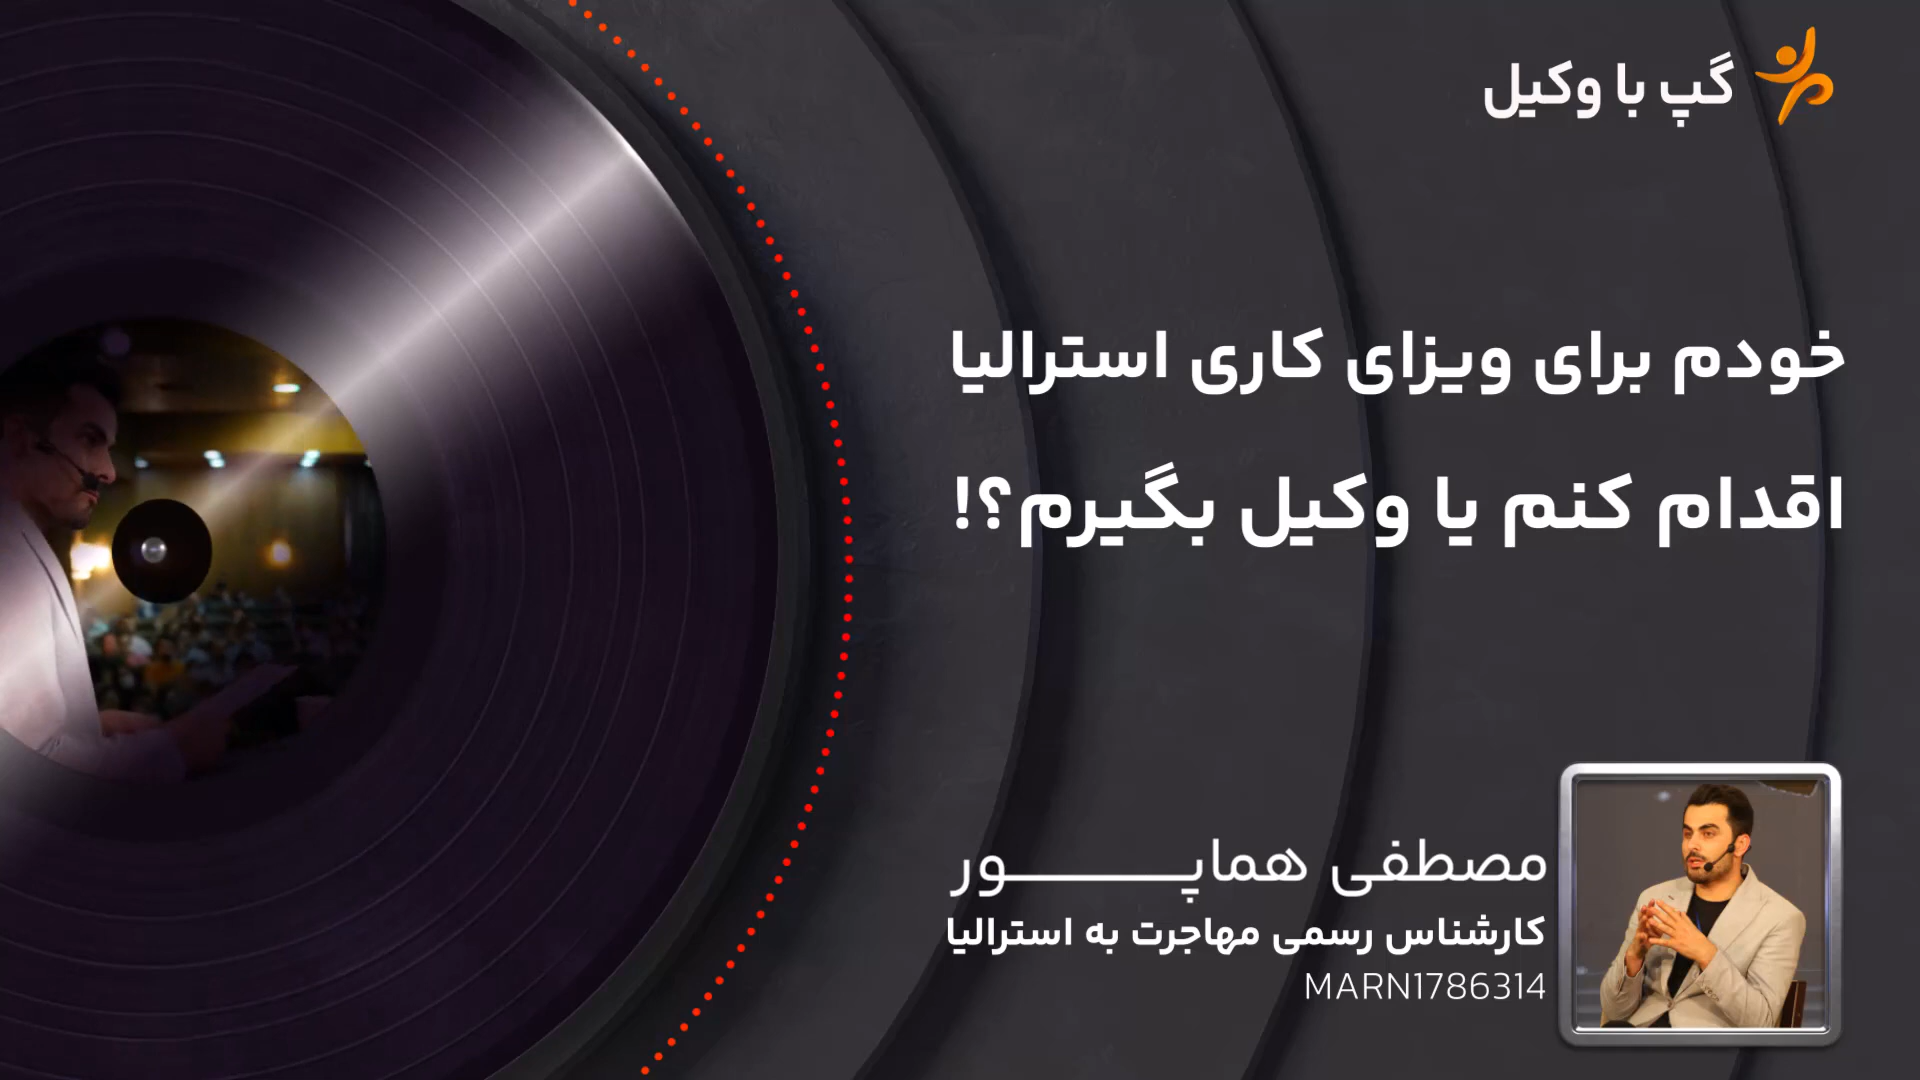 گپ با وکیل
خودم برای ویزای کاری استرالیا
اقدام کنم یا وکیل بگیرم؟!
مصطفی هماپـــــور
کارشناس رسمی مهاجرت به استرالیا
MARN1786314